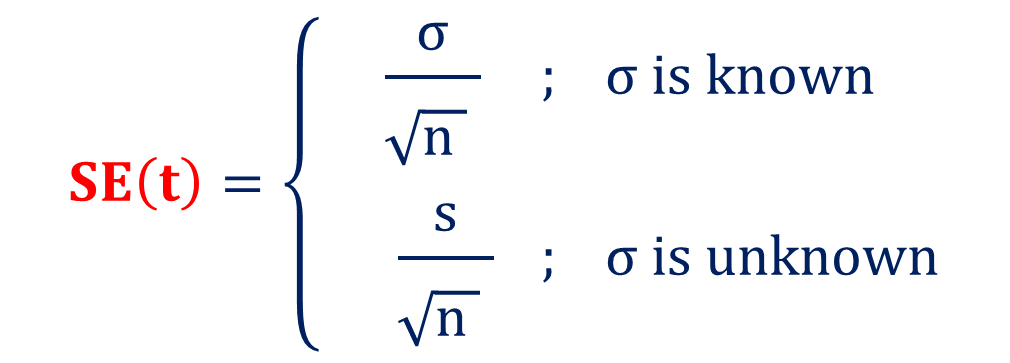 σ
√n ; σ is known
SE(t) =
s
√n ; σ is unknown